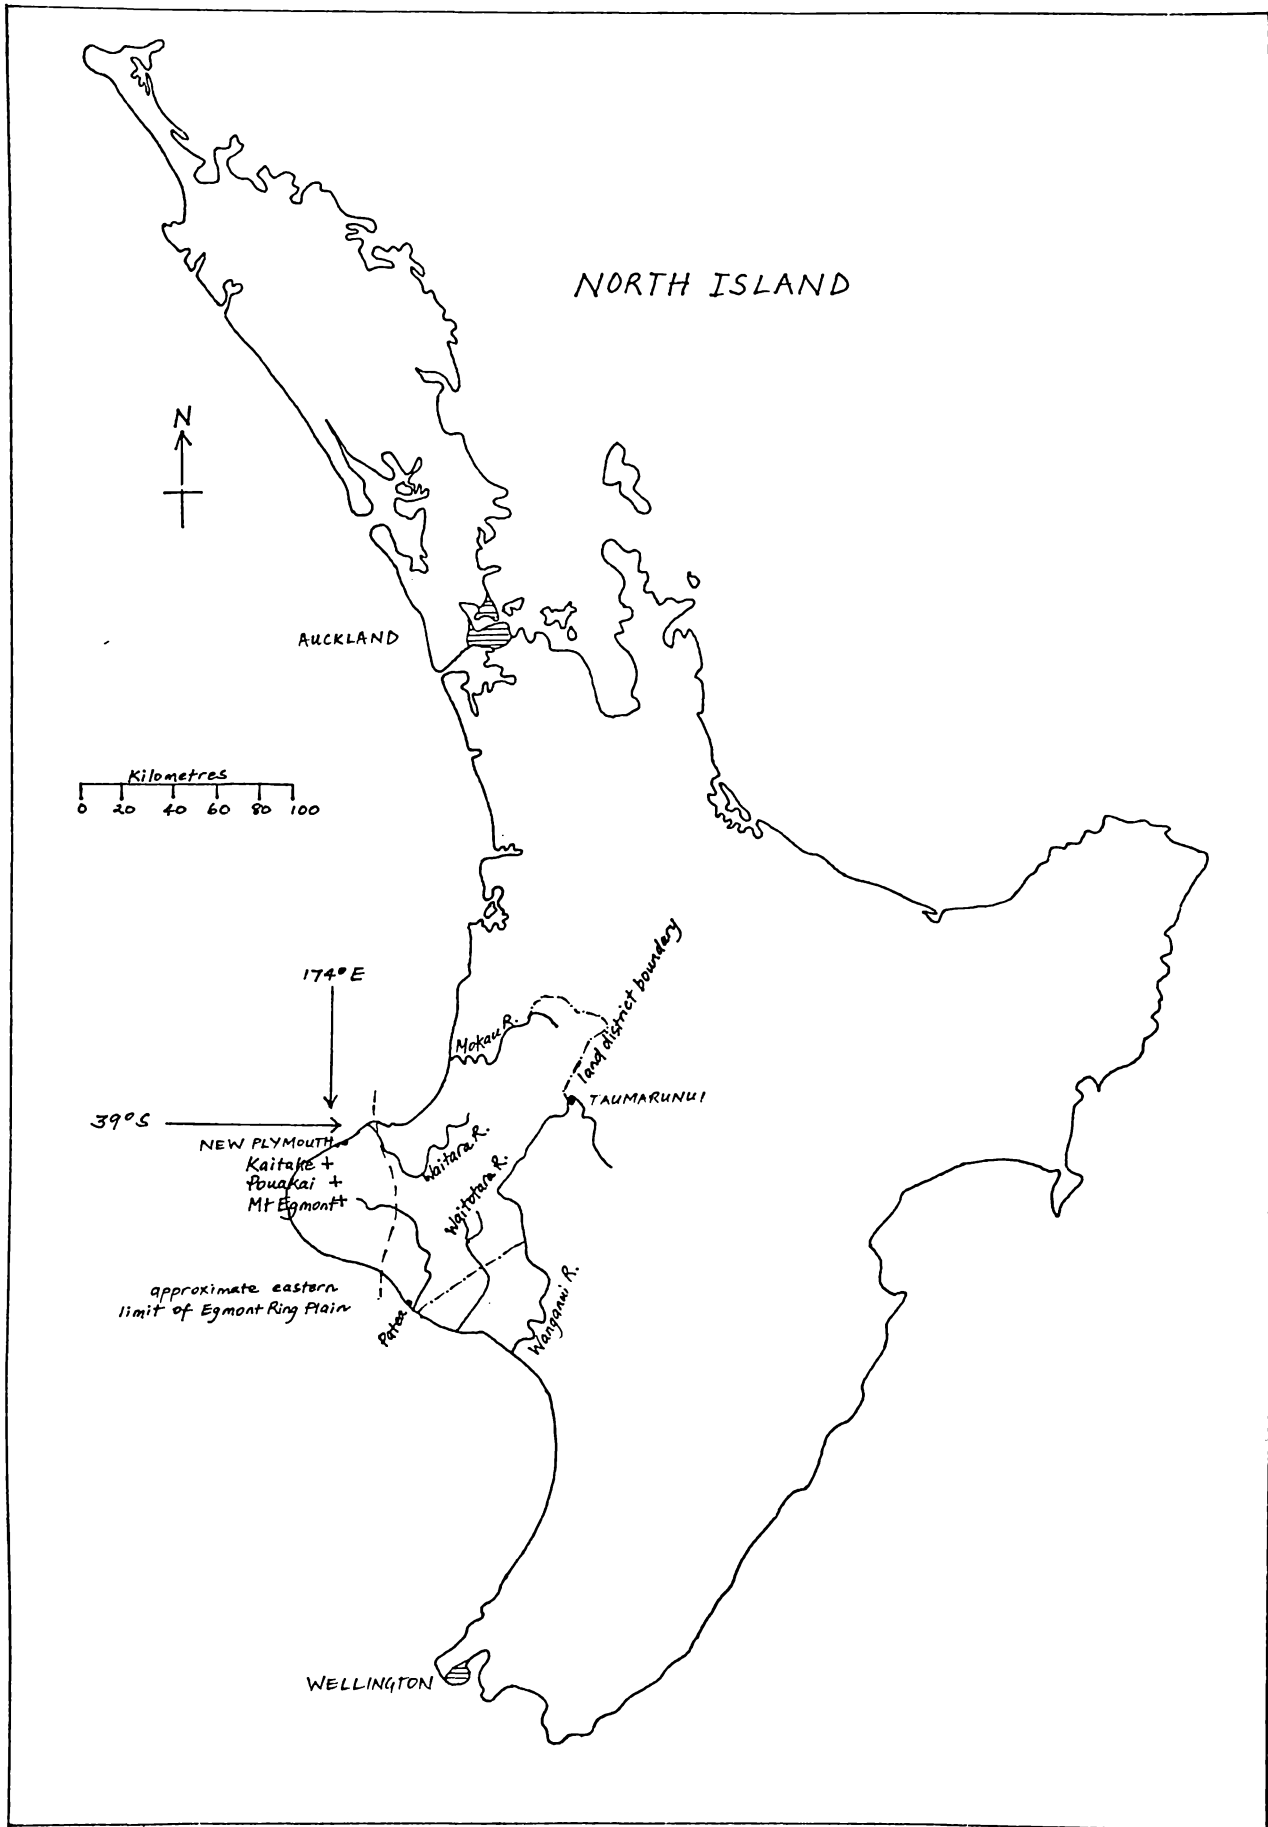 NORTH ISLAND
N
AUCKLAND
Kilometres
0 20 40 60 80 100
174° E
land district boundary
Mokau R.
TAUMARUNUI
39° S
NEW PLYMOUTH
Waitara R.
Kaitake +
Pouakai +
Mt Egmont+
Waitotara R.
approximate eastern
limit of Egmont Ring Plain
Patea
Wanganui R.
WELLINGTON